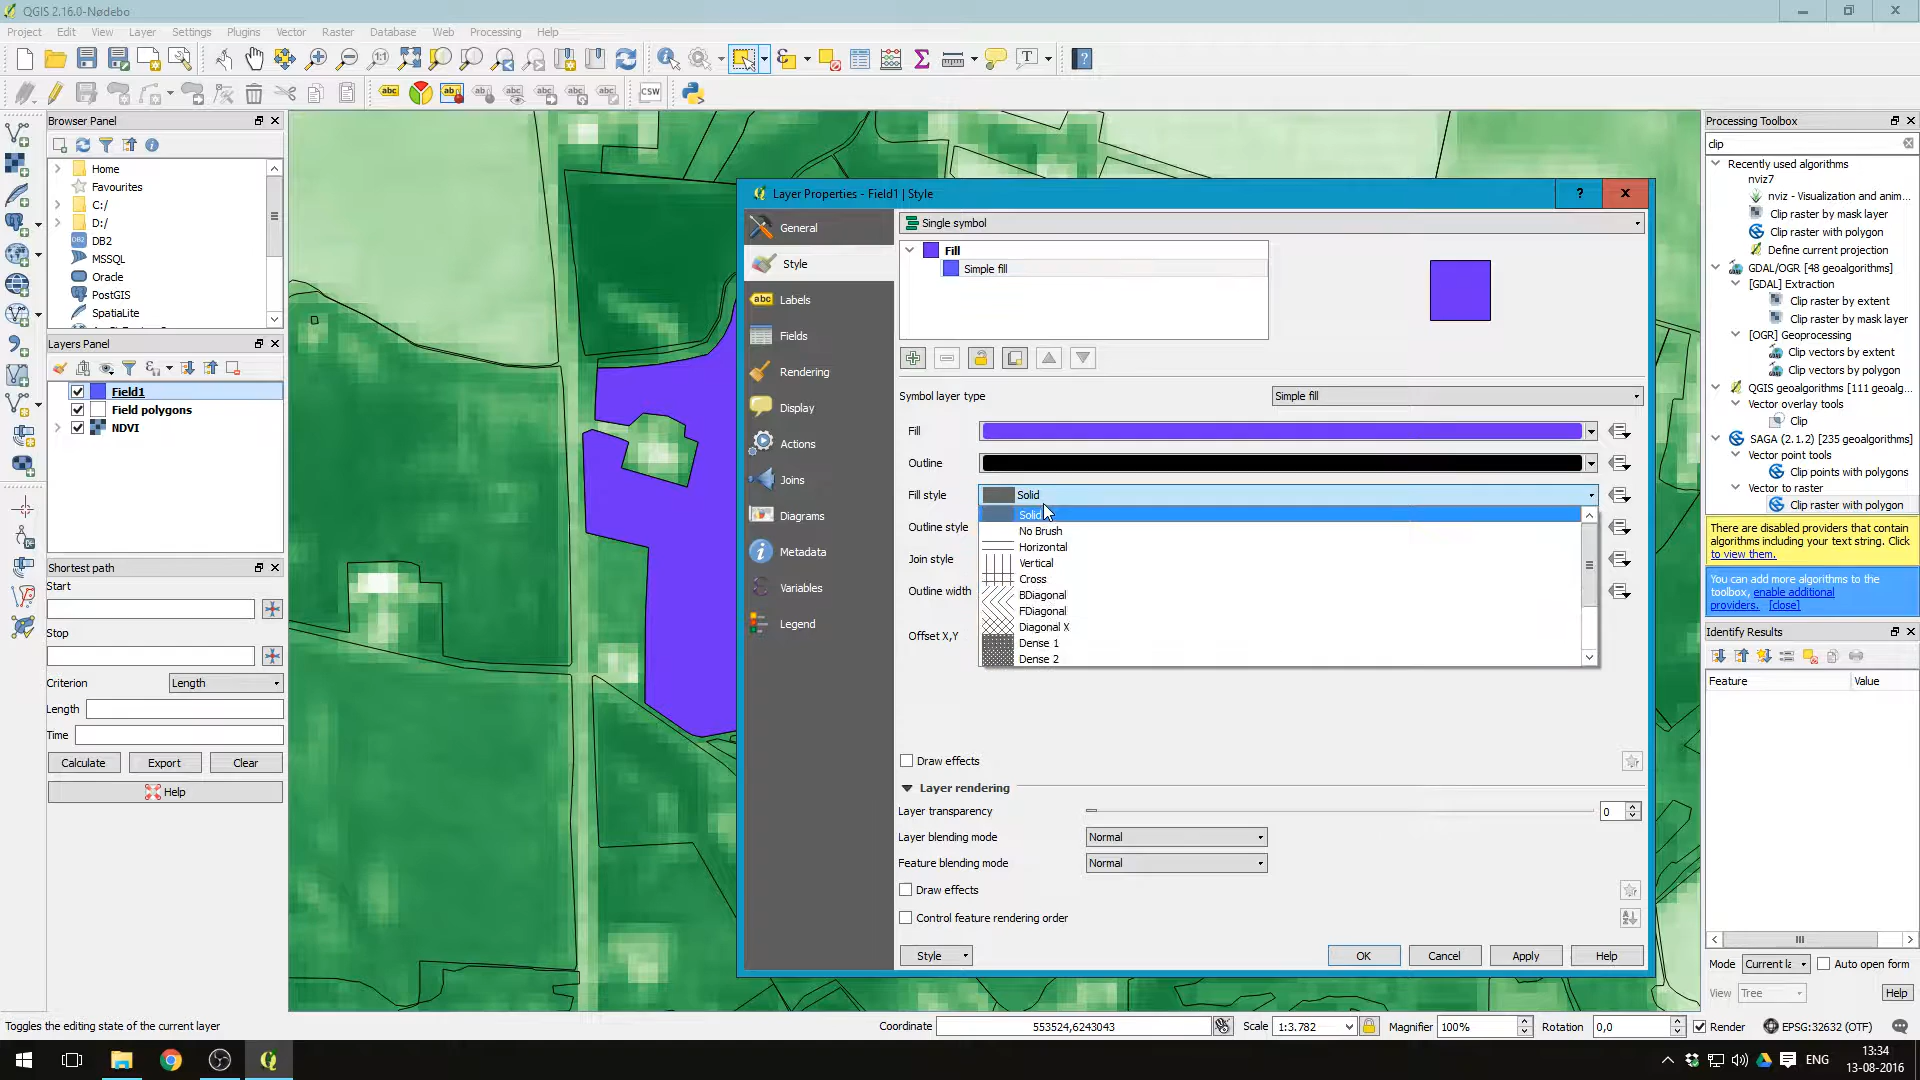 QGIS 2.16.0-Nødebo
Project Edit View Layer Settings Plugins Vector Raster Database Web Processing Help
abc
CSW
Browser Panel
Home
Favourites
C:/
D:/
DB2
MSSQL
Oracle
PostGIS
SpatiaLite
Layers Panel
Field1
Field polygons
NDVI
Shortest path
Start
Stop
Criterion Length
Length
Time
Calculate Export Clear
Help
Layer Properties - Field1 | Style
General
Style
Labels
Fields
Rendering
Display
Actions
Joins
Diagrams
Metadata
Variables
Legend
Single symbol
Fill
Simple fill
Symbol layer type Simple fill
Fill
Outline
Fill style Solid
Solid
No Brush
Horizontal
Vertical
Cross
BDiagonal
FDiagonal
Diagonal X
Dense 1
Dense 2
Outline style
Join style
Outline width
Offset X,Y
Draw effects
Layer rendering
Layer transparency 0
Layer blending mode Normal
Feature blending mode Normal
Draw effects
Control feature rendering order
Style OK Cancel Apply Help
Processing Toolbox
clip
Recently used algorithms
nviz7
nviz - Visualization and anim...
Clip raster by mask layer
Clip raster with polygon
Define current projection
GDAL/OGR [48 geoalgorithms]
[GDAL] Extraction
Clip raster by extent
Clip raster by mask layer
[OGR] Geoprocessing
Clip vectors by extent
Clip vectors by polygon
QGIS geoalgorithms [111 geoalg...
Vector overlay tools
Clip
SAGA (2.1.2) [235 geoalgorithms]
Vector point tools
Clip points with polygons
Vector to raster
Clip raster with polygon
There are disabled providers that contain
algorithms including your text string. Click
to view them.
You can add more algorithms to the
toolbox, enable additional
providers. [close]
Identify Results
Feature Value
Mode Current la Auto open form
View Tree Help
Toggles the editing state of the current layer
Coordinate 553524,6243043 Scale 1:3.782 Magnifier 100% Rotation 0,0 Render EPSG:32632 (OTF)
ENG
13:34
13-08-2016